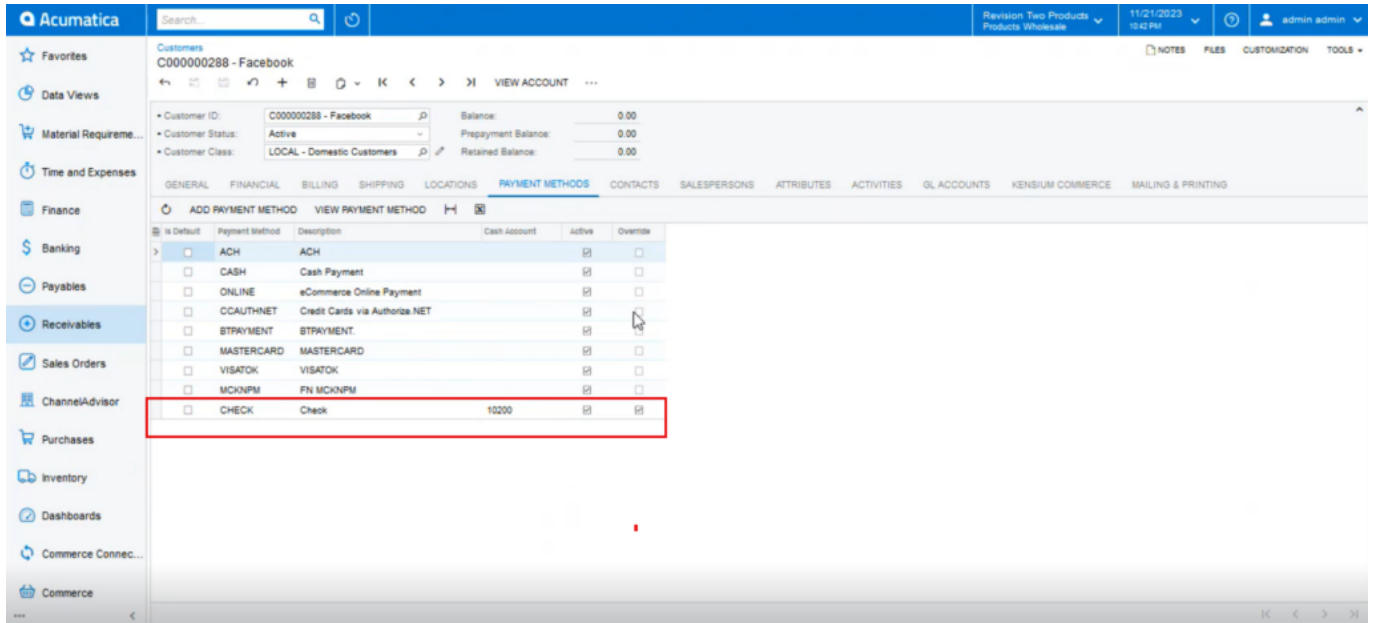 Acumatica Search... Revision Two Products 11/21/2023 admin admin
Products Wholesale 10:42 PM
Customers NOTES FILES CUSTOMIZATION TOOLS
C000000288 - Facebook
VIEW ACCOUNT ...
Customer ID: C000000288 - Facebook Balance: 0.00
Customer Status: Active Prepayment Balance: 0.00
Customer Class: LOCAL - Domestic Customers Retained Balance: 0.00
GENERAL FINANCIAL BILLING SHIPPING LOCATIONS PAYMENT METHODS CONTACTS SALESPERSONS ATTRIBUTES ACTIVITIES GL ACCOUNTS KENSIUM COMMERCE MAILING & PRINTING
ADD PAYMENT METHOD VIEW PAYMENT METHOD
Is Default Payment Method Description Cash Account Active Override
ACH ACH
CASH Cash Payment
ONLINE eCommerce Online Payment
CCAUTHNET Credit Cards via Authorize.NET
BTPAYMENT BTPAYMENT.
MASTERCARD MASTERCARD
VISATOK VISATOK
MCKNPM FN MCKNPM
CHECK Check 10200
Favorites
Data Views
Material Requireme...
Time and Expenses
Finance
Banking
Payables
Receivables
Sales Orders
ChannelAdvisor
Purchases
Inventory
Dashboards
Commerce Connec...
Commerce